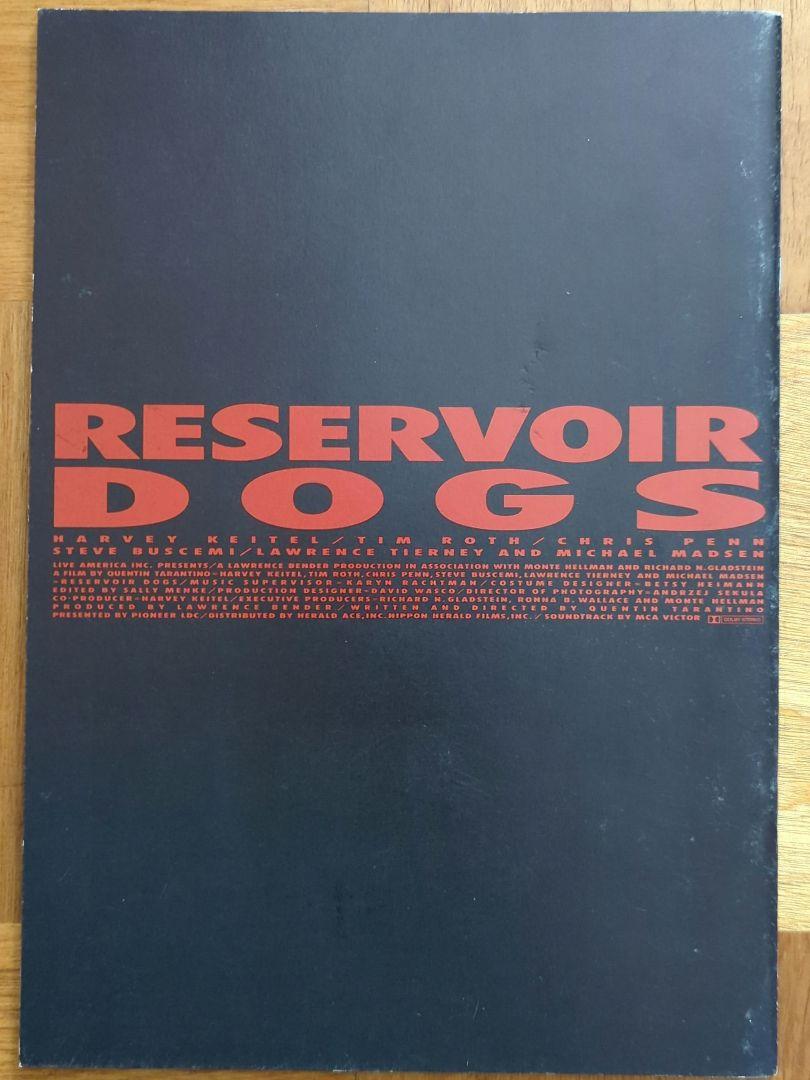 RESERVOIR
DOGS
HARVEY KEITEL/TIM ROTH/CHRIS PENN
STEVE BUSCEMI/LAWRENCE TIERNEY AND MICHAEL MADSEN
LIVE AMERICA INC. PRESENTS/A LAWRENCE BENDER PRODUCTION IN ASSOCIATION WITH MONTE HELLMAN AND RICHARD N.GLADSTEIN
A FILM BY QUENTIN TARANTINO-HARVEY KEITEL,TIM ROTH,CHRIS PENN,STEVE BUSCEMI,LAWRENCE TIERNEY AND MICHAEL MADSEN
-RESERVOIR DOGS/MUSIC SUPERVISOR-KARYN RACHTMAN/COSTUME DESIGNER-BETSY HEIMANN
EDITED BY SALLY MENKE/PRODUCTION DESIGNER-DAVID WASCO/DIRECTOR OF PHOTOGRAPHY-ANDRZEJ SEKULA
CO-PRODUCER-HARVEY KEITEL/EXECUTIVE PRODUCERS-RICHARD N.GLADSTEIN, RONNA B.WALLACE AND MONTE HELLMAN
PRODUCED BY LAWRENCE BENDER/WRITTEN AND DIRECTED BY QUENTIN TARANTINO
PRESENTED BY PIONEER LDC/DISTRIBUTED BY HERALD ACE,INC.NIPPON HERALD FILMS,INC./SOUNDTRACK BY MCA VICTOR DOLBY STEREO